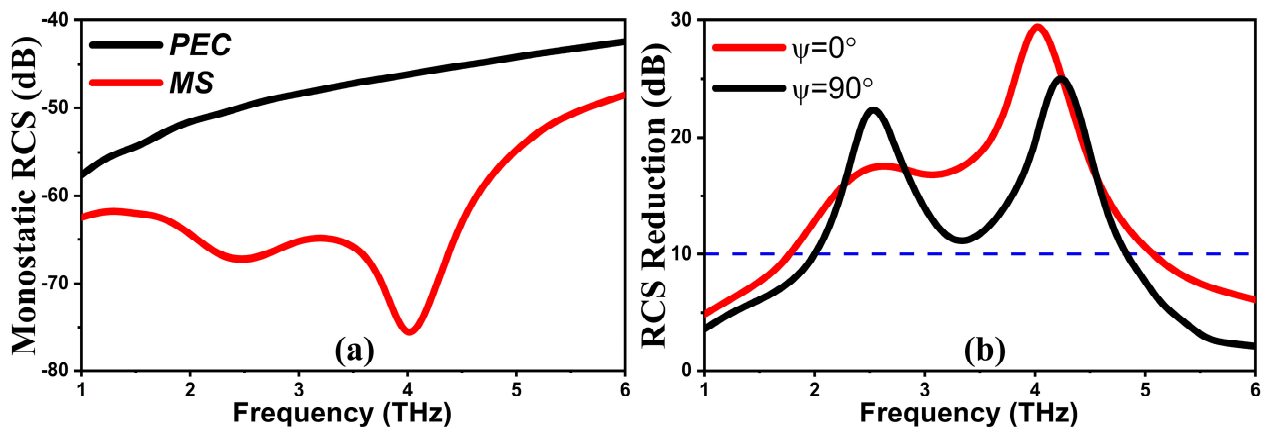 Monostatic RCS (dB)
-40
-50
-60
-70
-80
PEC
MS
(a)
1 2 3 4 5 6
Frequency (THz)
RCS Reduction (dB)
30
20
10
0
ψ=0°
ψ=90°
(b)
1 2 3 4 5 6
Frequency (THz)